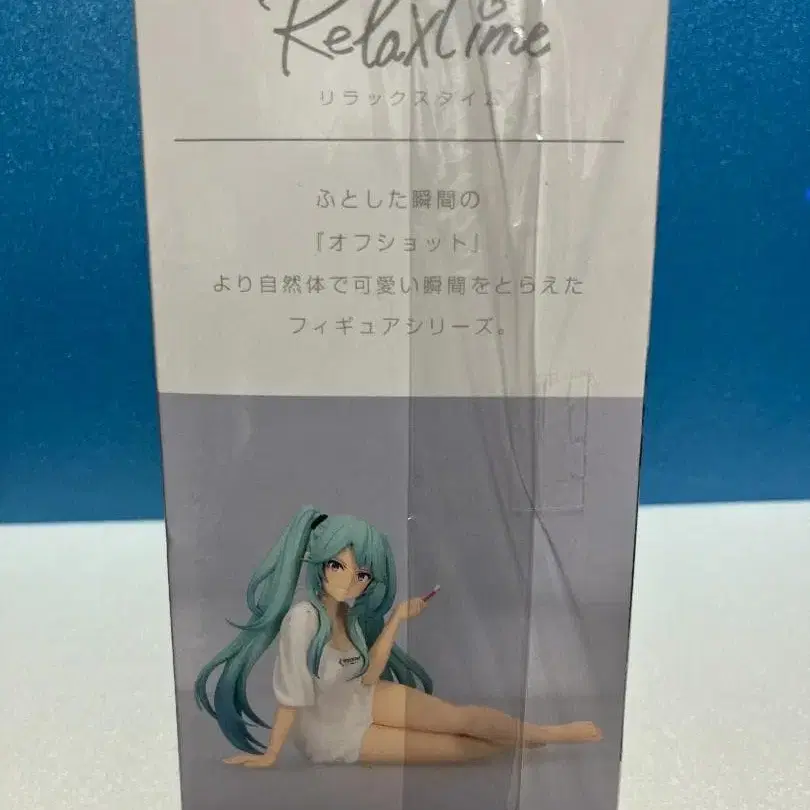 Relax time
リラックスタイム
ふとした瞬間の
『オフショット』
より自然体で可愛い瞬間をとらえた
フィギュアシリーズ。